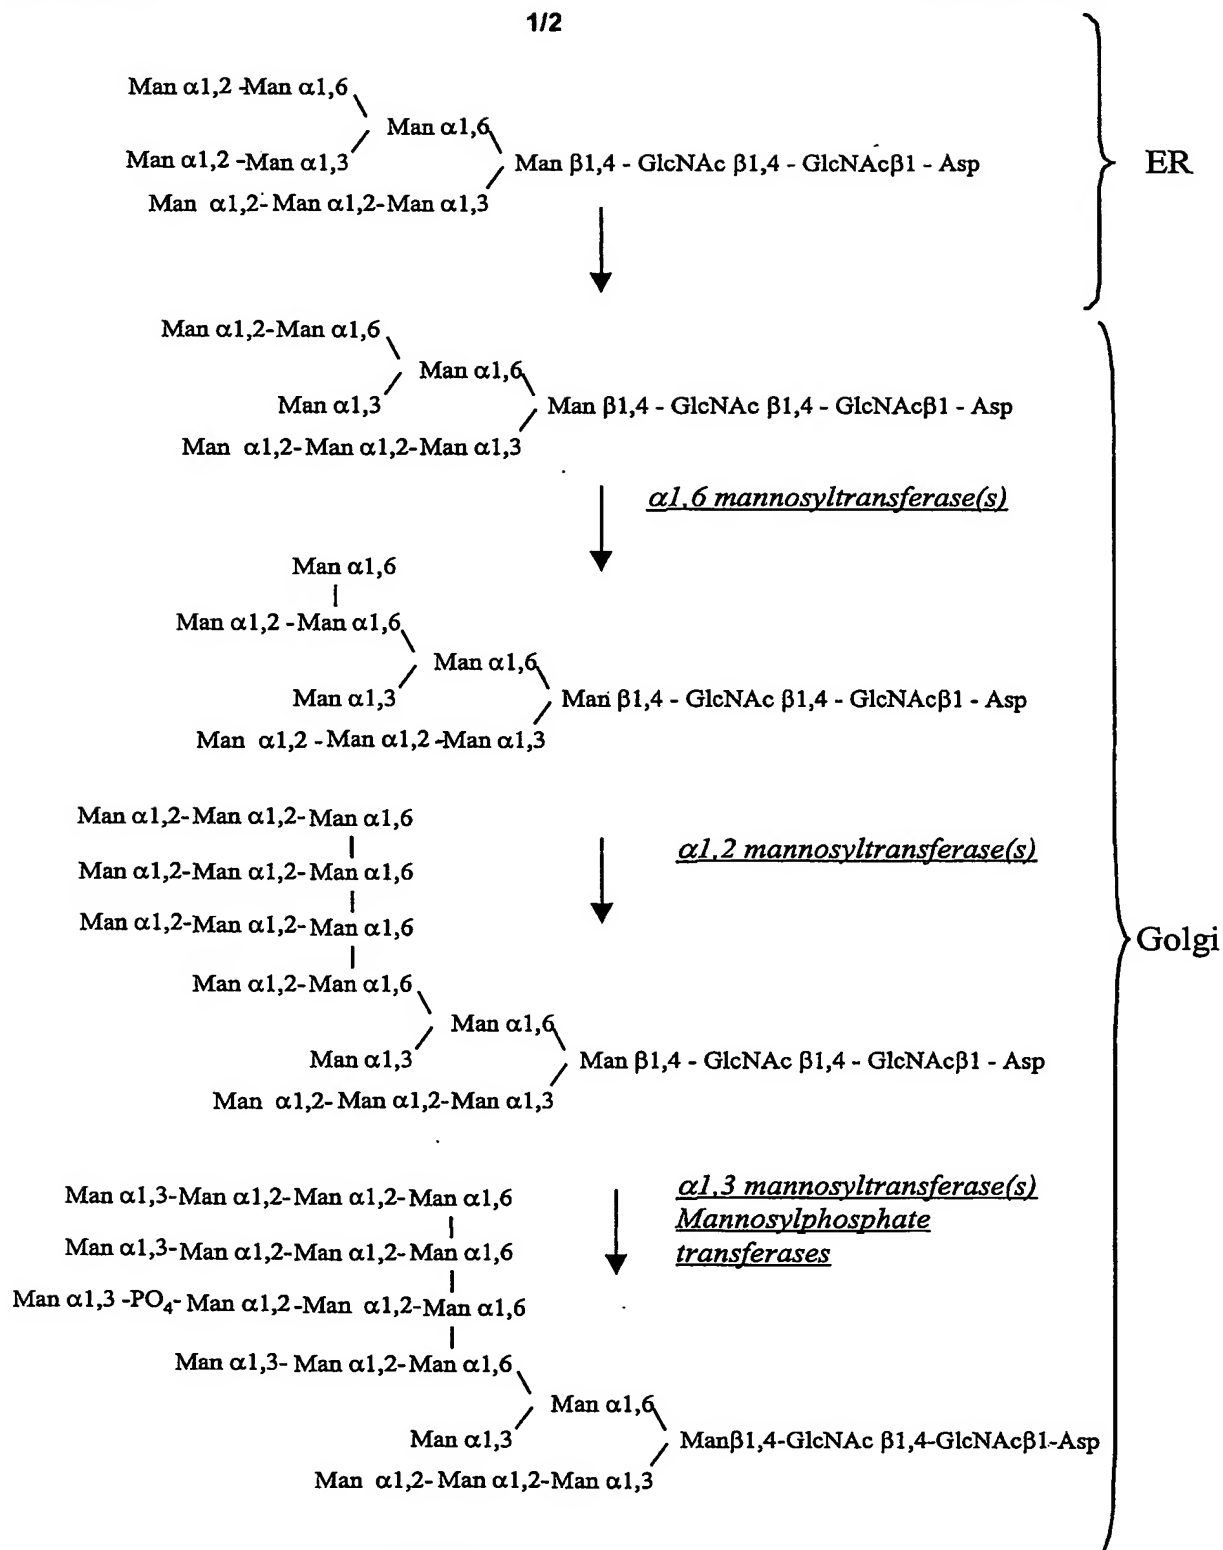 1/2
Man α1,2 -Man α1,6
Man α1,6
Man α1,2 -Man α1,3
Man β1,4 - GlcNAc β1,4 - GlcNAcβ1 - Asp
Man α1,2- Man α1,2-Man α1,3
ER
Man α1,2-Man α1,6
Man α1,6
Man α1,3
Man β1,4 - GlcNAc β1,4 - GlcNAcβ1 - Asp
Man α1,2- Man α1,2-Man α1,3
α1,6 mannosyltransferase(s)
Man α1,6
Man α1,2 -Man α1,6
Man α1,6
Man α1,3
Man β1,4 - GlcNAc β1,4 - GlcNAcβ1 - Asp
Man α1,2 -Man α1,2 -Man α1,3
Man α1,2-Man α1,2-Man α1,6
α1,2 mannosyltransferase(s)
Man α1,2-Man α1,2-Man α1,6
Man α1,2-Man α1,2-Man α1,6
Golgi
Man α1,2-Man α1,6
Man α1,6
Man α1,3
Man β1,4 - GlcNAc β1,4 - GlcNAcβ1 - Asp
Man α1,2- Man α1,2-Man α1,3
Man α1,3-Man α1,2-Man α1,2-Man α1,6
α1,3 mannosyltransferase(s)
Mannosylphosphate
transferases
Man α1,3-Man α1,2-Man α1,2-Man α1,6
Man α1,3 -PO4- Man α1,2 -Man α1,2-Man α1,6
Man α1,3- Man α1,2-Man α1,6
Man α1,6
Man α1,3
Manβ1,4-GlcNAc β1,4-GlcNAcβ1-Asp
Man α1,2- Man α1,2-Man α1,3